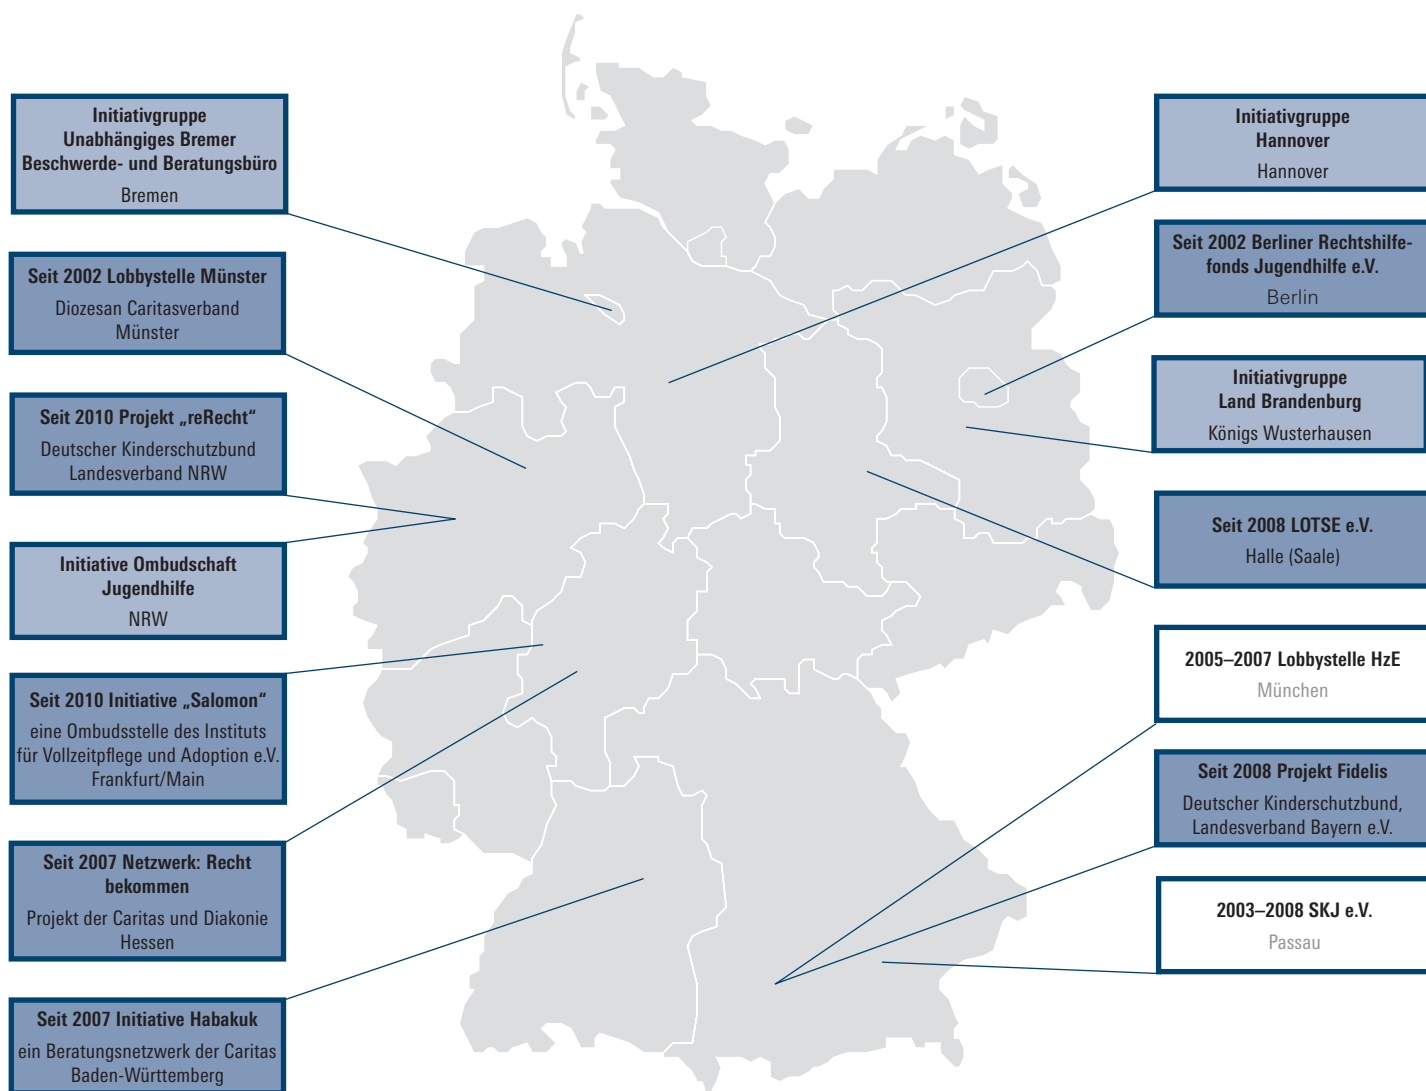 Initiativgruppe
Unabhängiges Bremer
Beschwerde- und Beratungsbüro
Bremen
Seit 2002 Lobbystelle Münster
Diozesan Caritasverband
Münster
Seit 2010 Projekt „reRecht“
Deutscher Kinderschutzbund
Landesverband NRW
Initiative Ombudschaft
Jugendhilfe
NRW
Seit 2010 Initiative „Salomon“
eine Ombudsstelle des Instituts
für Vollzeitpflege und Adoption e.V.
Frankfurt/Main
Seit 2007 Netzwerk: Recht
bekommen
Projekt der Caritas und Diakonie
Hessen
Seit 2007 Initiative Habakuk
ein Beratungsnetzwerk der Caritas
Baden-Württemberg
Initiativgruppe
Hannover
Hannover
Seit 2002 Berliner Rechtshilfe-
fonds Jugendhilfe e.V.
Berlin
Initiativgruppe
Land Brandenburg
Königs Wusterhausen
Seit 2008 LOTSE e.V.
Halle (Saale)
2005–2007 Lobbystelle HzE
München
Seit 2008 Projekt Fidelis
Deutscher Kinderschutzbund,
Landesverband Bayern e.V.
2003–2008 SKJ e.V.
Passau